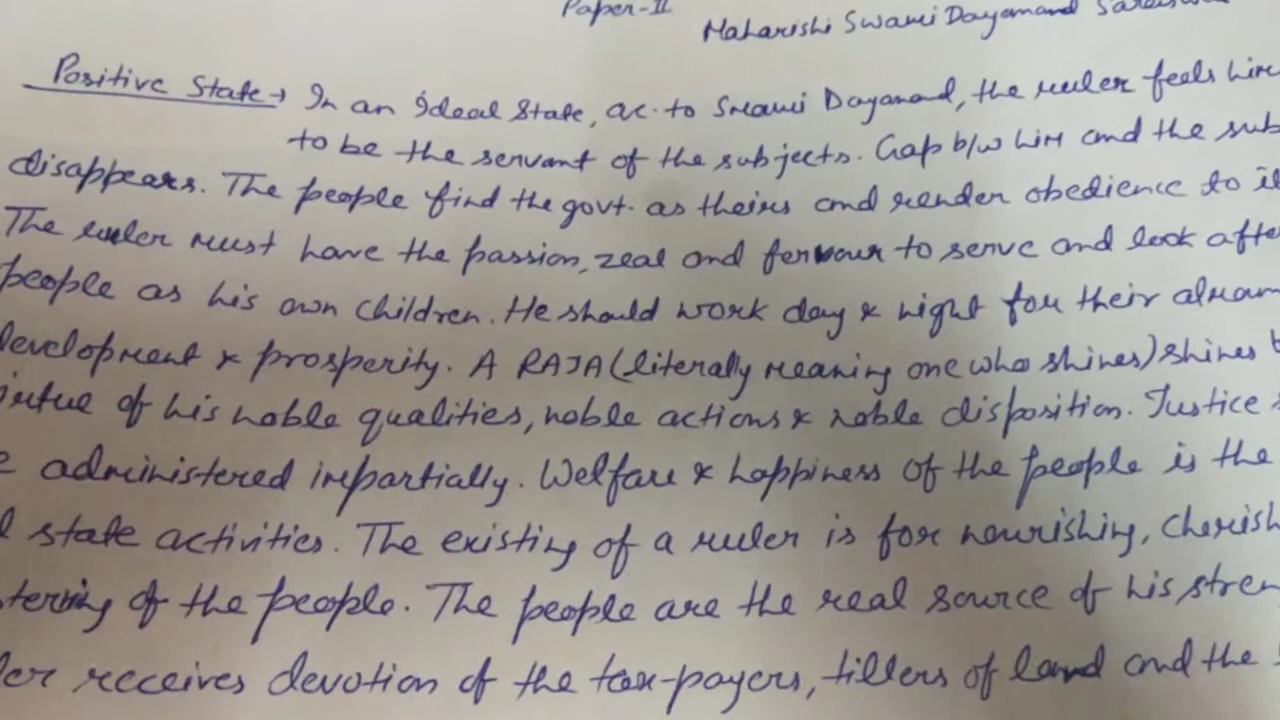 Paper-II
Maharishi Swami Dayanand
Positive State → In an Ideal State, ac. to Swami Dayanand, the ruler feels
to be the servant of the subjects. Gap b/w him and the
disappears. The people find the govt. as theirs and render obedience to
The ruler must have the passion, zeal and fervour to serve and look
people as his own children. He should work day & night for their
development & prosperity. A RAJA (literally meaning one who shines) shines
of his noble qualities, noble actions & noble disposition. Justice
administered impartially. Welfare & happiness of the people is the
state activities. The existing of a ruler is for nourishing,
of the people. The people are the real source of his
receives devotion of the tax-payers, tillers of land and the